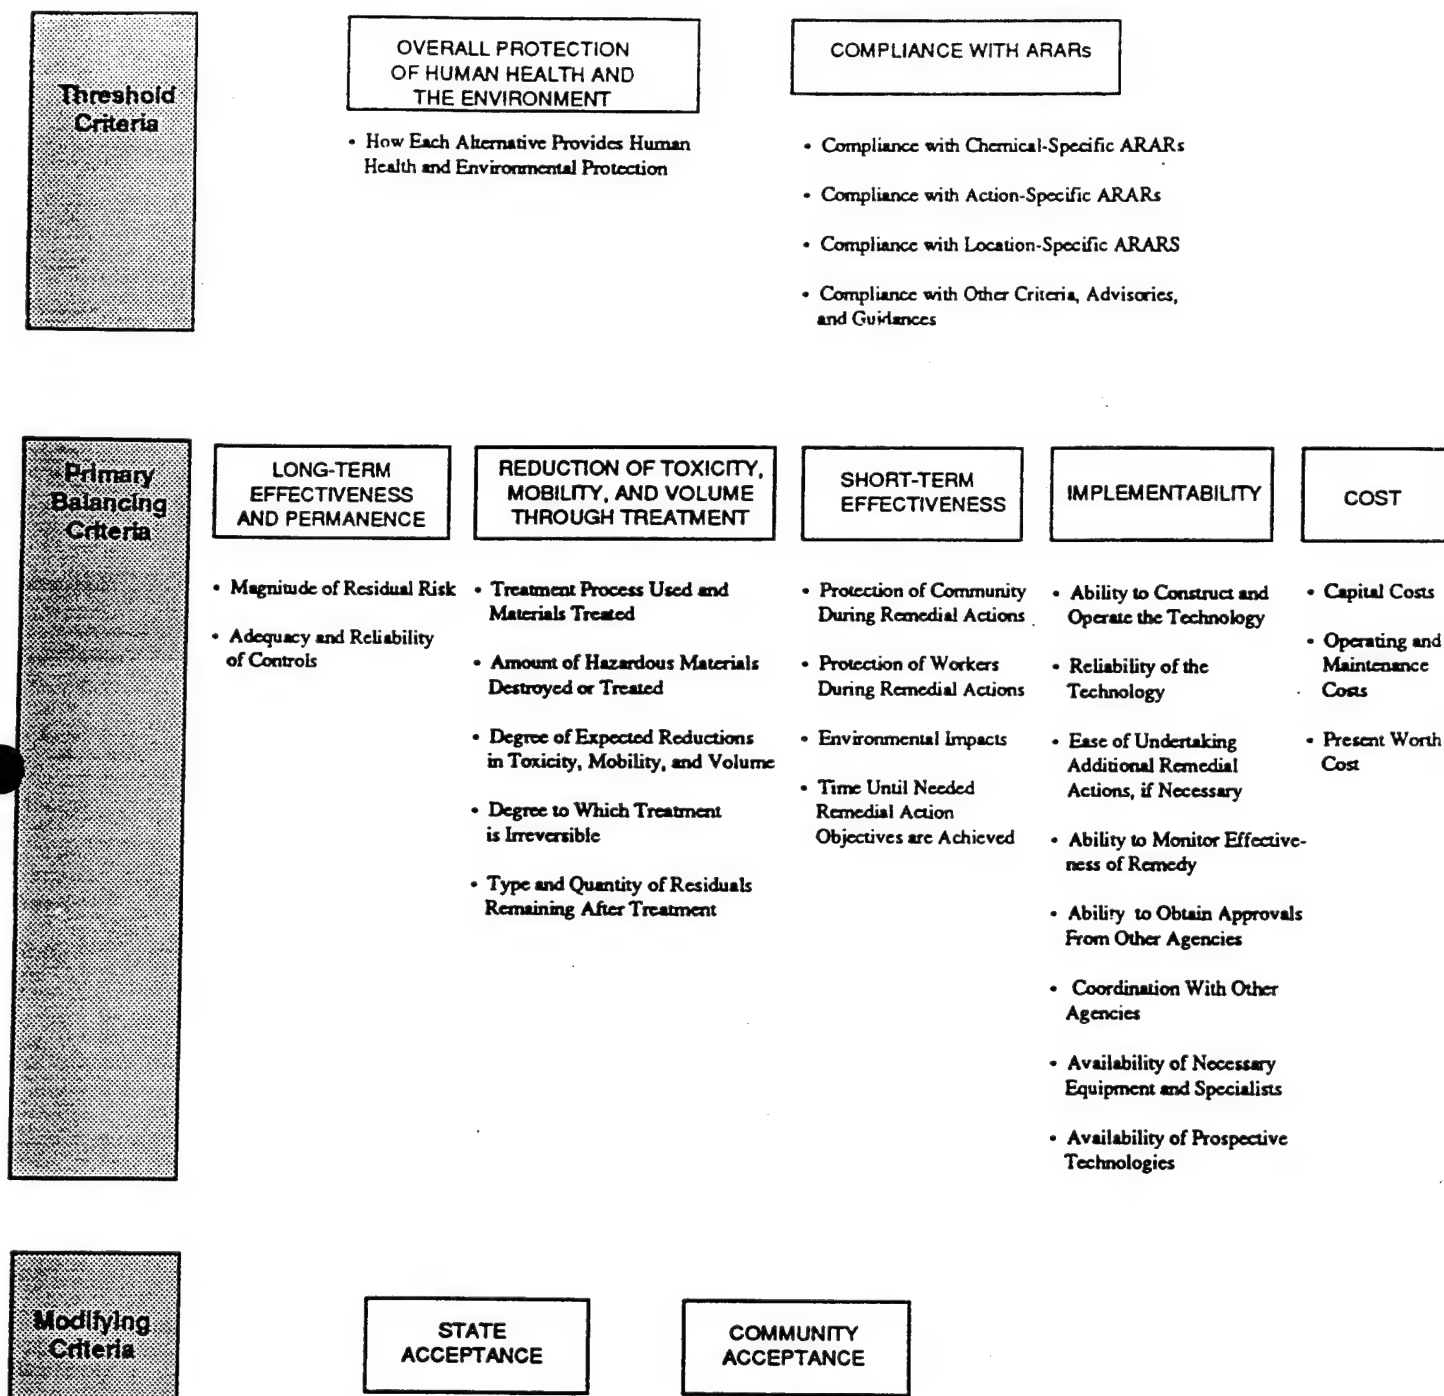 Threshold
Criteria
OVERALL PROTECTION
OF HUMAN HEALTH AND
THE ENVIRONMENT
• How Each Alternative Provides Human
Health and Environmental Protection
COMPLIANCE WITH ARARs
• Compliance with Chemical-Specific ARARs
• Compliance with Action-Specific ARARs
• Compliance with Location-Specific ARARS
• Compliance with Other Criteria, Advisories,
and Guidances
Primary
Balancing
Criteria
LONG-TERM
EFFECTIVENESS
AND PERMANENCE
• Magnitude of Residual Risk
• Adequacy and Reliability
of Controls
REDUCTION OF TOXICITY,
MOBILITY, AND VOLUME
THROUGH TREATMENT
• Treatment Process Used and
Materials Treated
• Amount of Hazardous Materials
Destroyed or Treated
• Degree of Expected Reductions
in Toxicity, Mobility, and Volume
• Degree to Which Treatment
is Irreversible
• Type and Quantity of Residuals
Remaining After Treatment
SHORT-TERM
EFFECTIVENESS
• Protection of Community
During Remedial Actions
• Protection of Workers
During Remedial Actions
• Environmental Impacts
• Time Until Needed
Remedial Action
Objectives are Achieved
IMPLEMENTABILITY
• Ability to Construct and
Operate the Technology
• Reliability of the
Technology
• Ease of Undertaking
Additional Remedial
Actions, if Necessary
• Ability to Monitor Effective-
ness of Remedy
• Ability to Obtain Approvals
From Other Agencies
• Coordination With Other
Agencies
• Availability of Necessary
Equipment and Specialists
• Availability of Prospective
Technologies
COST
• Capital Costs
• Operating and
Maintenance
Costs
• Present Worth
Cost
Modifying
Criteria
STATE
ACCEPTANCE
COMMUNITY
ACCEPTANCE